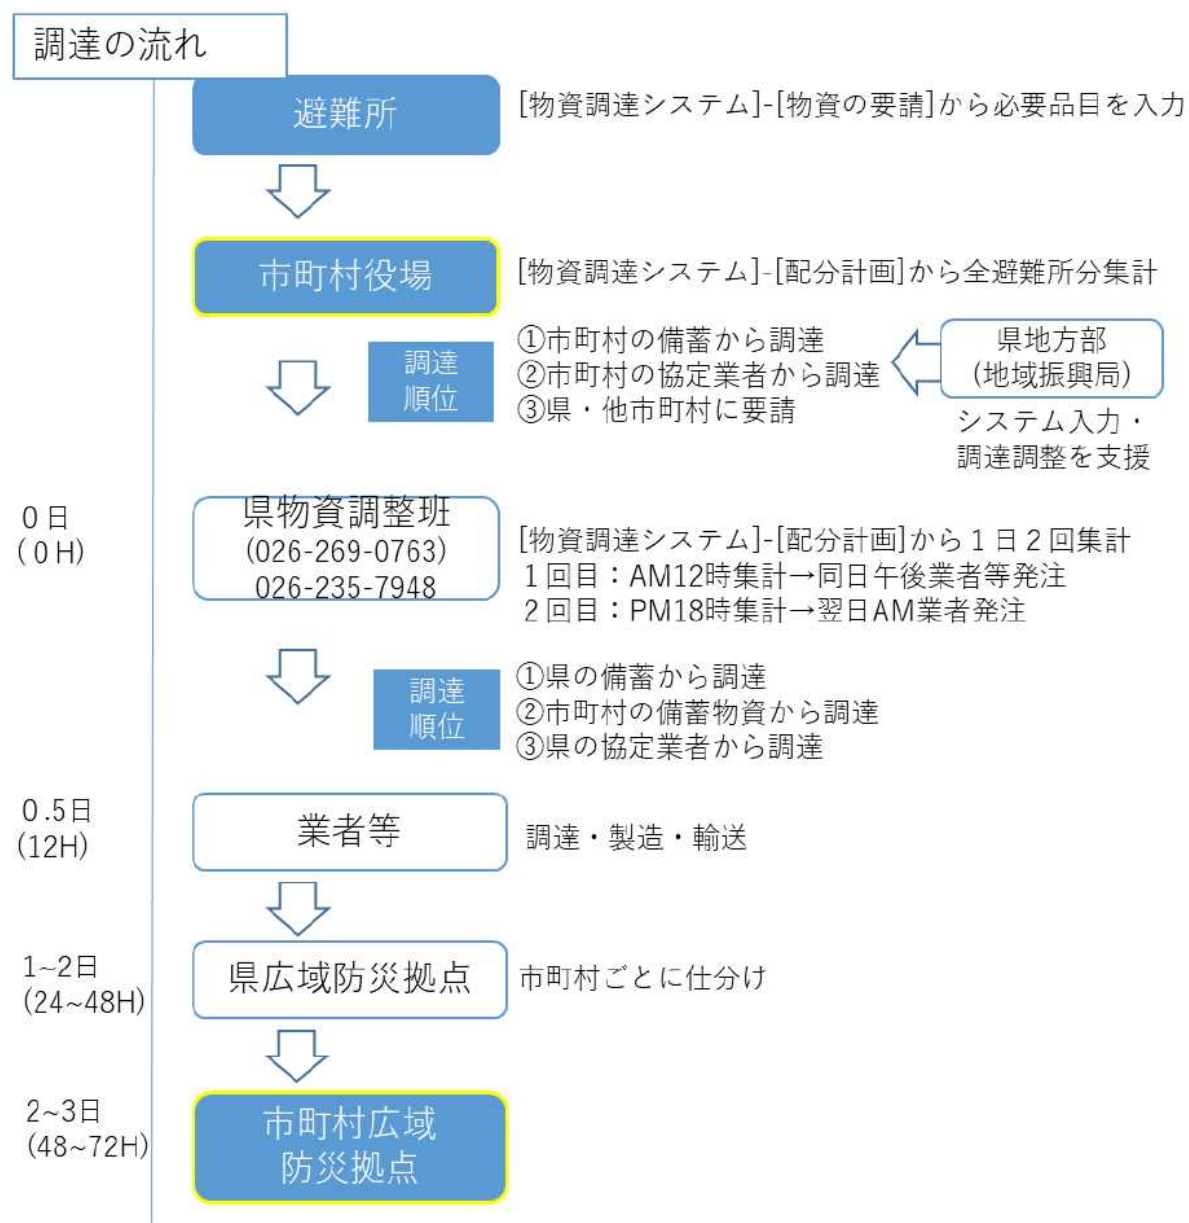 調達の流れ
避難所
[物資調達システム]-[物資の要請]から必要品目を入力
市町村役場
[物資調達システム]-[配分計画]から全避難所分集計
調達
順位
①市町村の備蓄から調達
②市町村の協定業者から調達
③県・他市町村に要請
県地方部
(地域振興局)
システム入力・
調達調整を支援
0日
(0H)
県物資調整班
(026-269-0763)
026-235-7948
[物資調達システム]-[配分計画]から1日2回集計
1回目：AM12時集計→同日午後業者等発注
2回目：PM18時集計→翌日AM業者発注
調達
順位
①県の備蓄から調達
②市町村の備蓄物資から調達
③県の協定業者から調達
0.5日
(12H)
業者等
調達・製造・輸送
1~2日
(24~48H)
県広域防災拠点
市町村ごとに仕分け
2~3日
(48~72H)
市町村広域
防災拠点